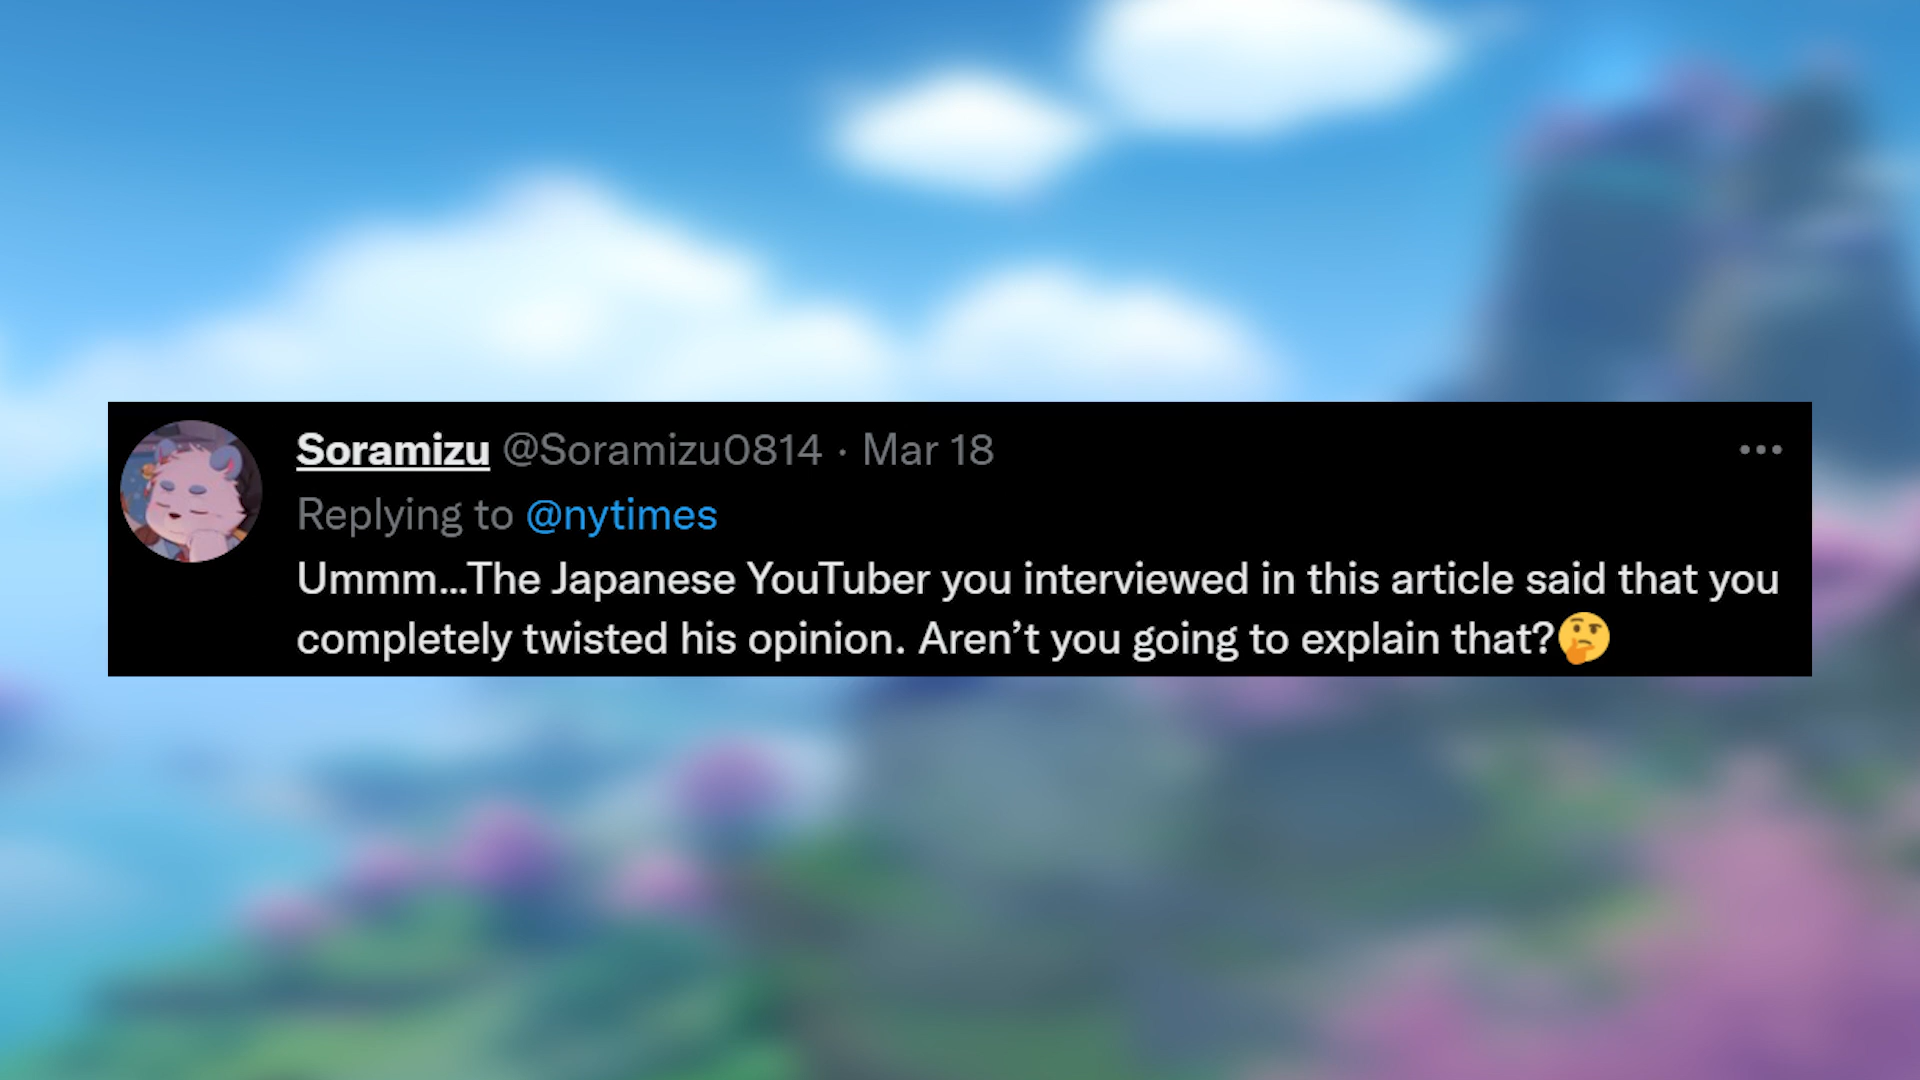 Soramizu @Soramizu0814 · Mar 18
Replying to @nytimes
Ummm...The Japanese YouTuber you interviewed in this article said that you
completely twisted his opinion. Aren’t you going to explain that?🤔